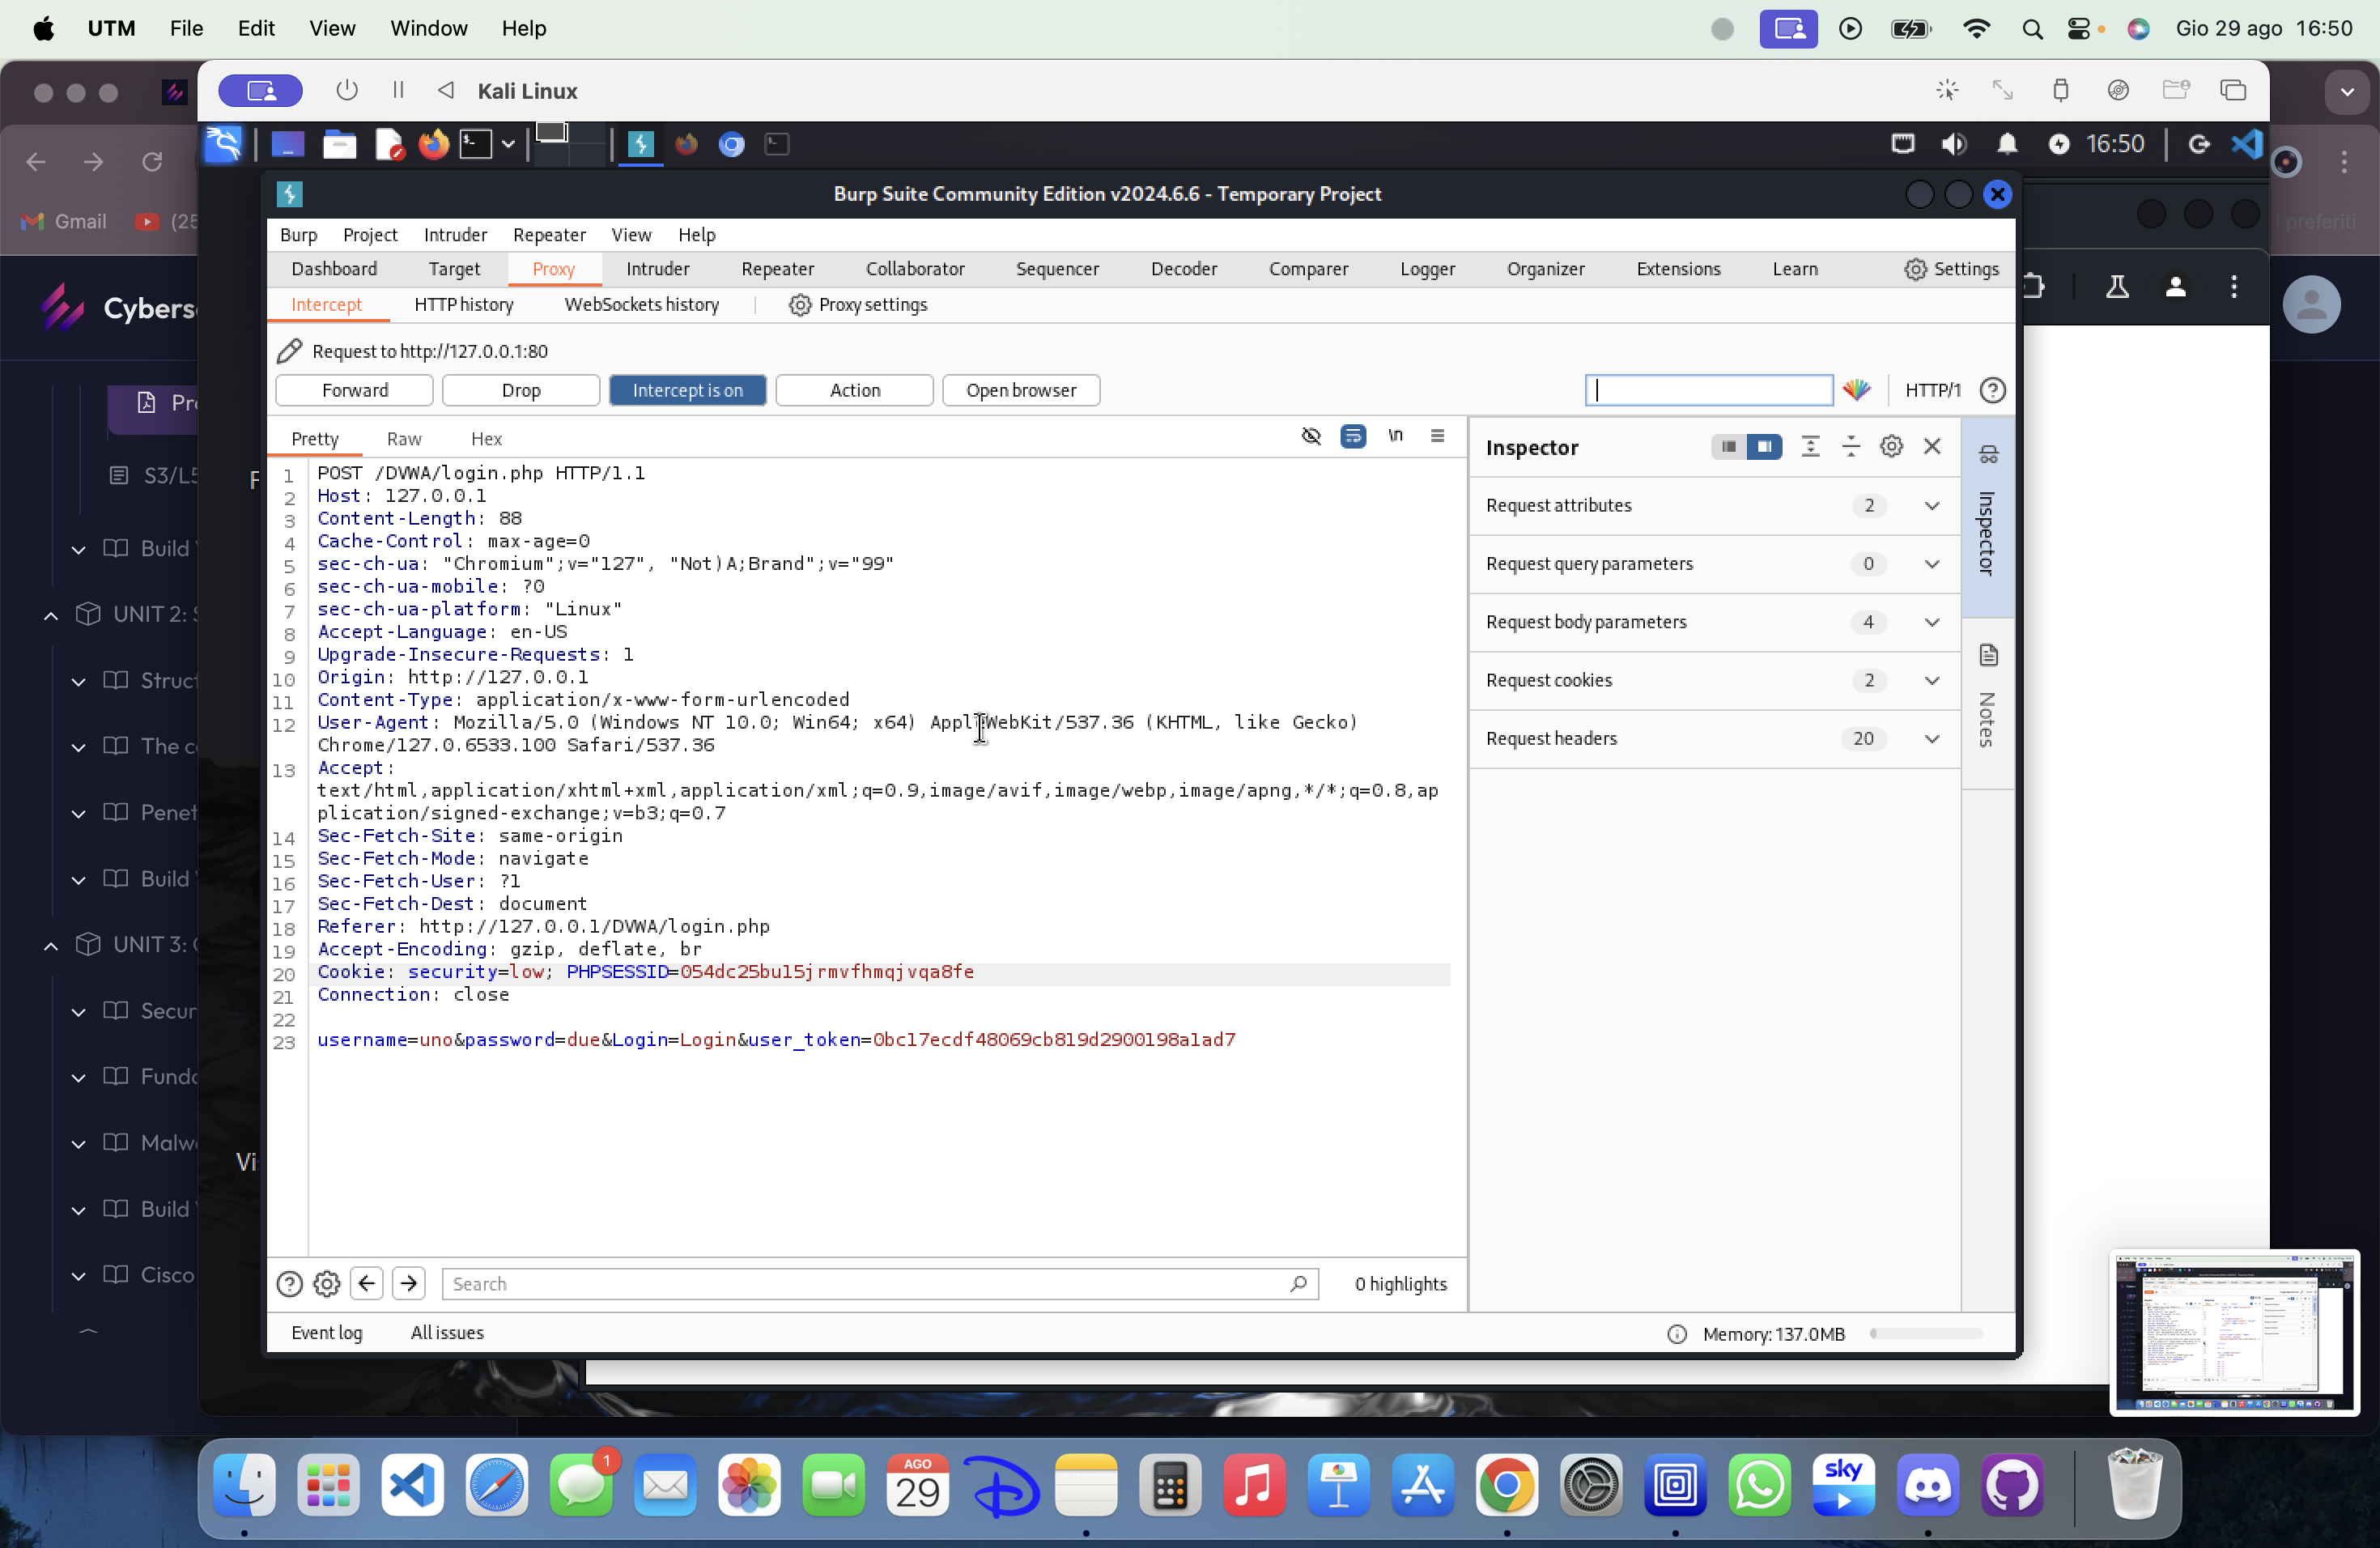 UTM File Edit View Window Help
Gio 29 ago 16:50
Kali Linux
16:50
Gmail
(25
i preferiti
Burp Suite Community Edition v2024.6.6 - Temporary Project
Burp Project Intruder Repeater View Help
Dashboard Target Proxy Intruder Repeater Collaborator Sequencer Decoder Comparer Logger Organizer Extensions Learn Settings
Intercept HTTP history WebSockets history Proxy settings
Request to http://127.0.0.1:80
Forward Drop Intercept is on Action Open browser HTTP/1
Pretty Raw Hex \n
1 POST /DVWA/login.php HTTP/1.1
2 Host: 127.0.0.1
3 Content-Length: 88
4 Cache-Control: max-age=0
5 sec-ch-ua: "Chromium";v="127", "Not)A;Brand";v="99"
6 sec-ch-ua-mobile: ?0
7 sec-ch-ua-platform: "Linux"
8 Accept-Language: en-US
9 Upgrade-Insecure-Requests: 1
10 Origin: http://127.0.0.1
11 Content-Type: application/x-www-form-urlencoded
12 User-Agent: Mozilla/5.0 (Windows NT 10.0; Win64; x64) AppleWebKit/537.36 (KHTML, like Gecko)
Chrome/127.0.6533.100 Safari/537.36
13 Accept:
text/html,application/xhtml+xml,application/xml;q=0.9,image/avif,image/webp,image/apng,*/*;q=0.8,ap
plication/signed-exchange;v=b3;q=0.7
14 Sec-Fetch-Site: same-origin
15 Sec-Fetch-Mode: navigate
16 Sec-Fetch-User: ?1
17 Sec-Fetch-Dest: document
18 Referer: http://127.0.0.1/DVWA/login.php
19 Accept-Encoding: gzip, deflate, br
20 Cookie: security=low; PHPSESSID=054dc25bu15jrmvfhmqjvqa8fe
21 Connection: close
22
23 username=uno&password=due&Login=Login&user_token=0bc17ecdf48069cb819d2900198a1ad7
Inspector
Request attributes 2
Request query parameters 0
Request body parameters 4
Request cookies 2
Request headers 20
Inspector
Notes
Search
0 highlights
Event log All issues
Memory: 137.0MB
Cybers
Pr
S3/L5
Build
UNIT 2: S
Struct
The c
Penet
Build
UNIT 3: C
Secur
Funda
Malw
Build
Cisco
F
Vi
1
AGO
29
sky